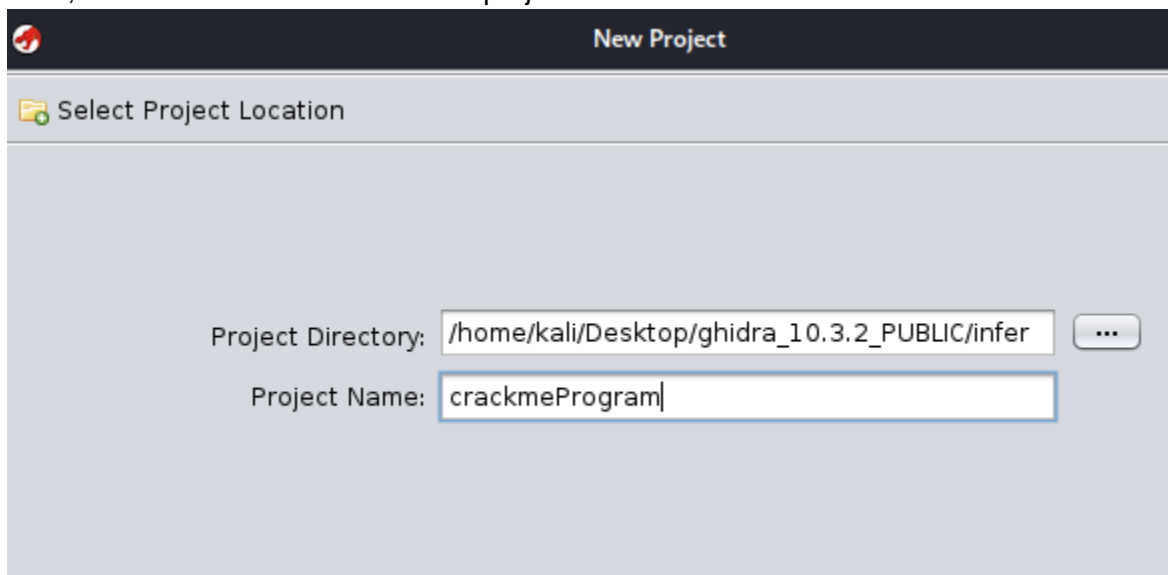 New Project
Select Project Location
Project Directory: /home/kali/Desktop/ghidra_10.3.2_PUBLIC/infer ...
Project Name: crackmeProgram